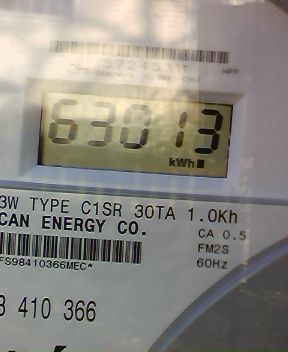 63013
kWh
3W TYPE C1SR 30TA 1.0Kh
CAN ENERGY CO.
CA 0.5
FM2S
60Hz
FS98410366MEC*
3 410 366